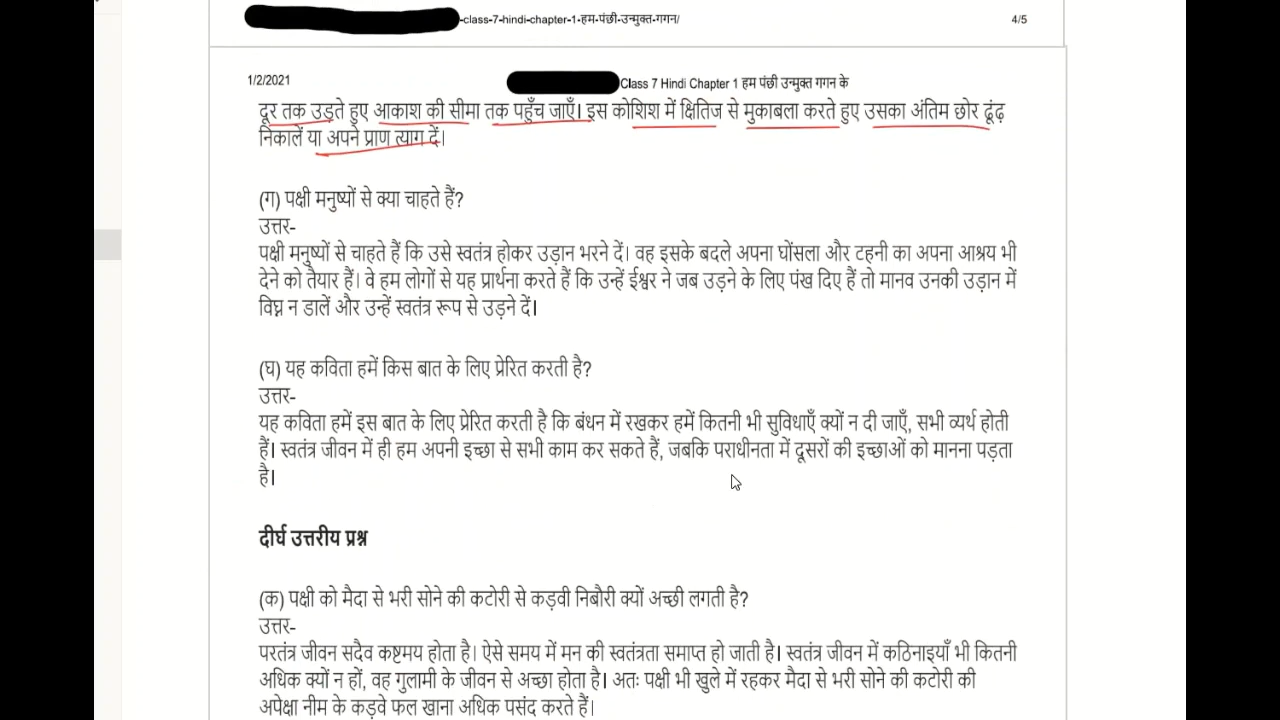 -class-7-hindi-chapter-1-हम-पंछी-उन्मुक्त-गगन/ 4/5
1/2/2021 Class 7 Hindi Chapter 1 हम पंछी उन्मुक्त गगन के
दूर तक उड़ते हुए आकाश की सीमा तक पहुँच जाएँ। इस कोशिश में क्षितिज से मुकाबला करते हुए उसका अंतिम छोर ढूंढ़
निकालें या अपने प्राण त्याग दें।
(ग) पक्षी मनुष्यों से क्या चाहते हैं?
उत्तर-
पक्षी मनुष्यों से चाहते हैं कि उसे स्वतंत्र होकर उड़ान भरने दें। वह इसके बदले अपना घोंसला और टहनी का अपना आश्रय भी
देने को तैयार हैं। वे हम लोगों से यह प्रार्थना करते हैं कि उन्हें ईश्वर ने जब उड़ने के लिए पंख दिए हैं तो मानव उनकी उड़ान में
विघ्न न डालें और उन्हें स्वतंत्र रूप से उड़ने दें।
(घ) यह कविता हमें किस बात के लिए प्रेरित करती है?
उत्तर-
यह कविता हमें इस बात के लिए प्रेरित करती है कि बंधन में रखकर हमें कितनी भी सुविधाएँ क्यों न दी जाएँ, सभी व्यर्थ होती
हैं। स्वतंत्र जीवन में ही हम अपनी इच्छा से सभी काम कर सकते हैं, जबकि पराधीनता में दूसरों की इच्छाओं को मानना पड़ता
है।
दीर्घ उत्तरीय प्रश्न
(क) पक्षी को मैदा से भरी सोने की कटोरी से कड़वी निबौरी क्यों अच्छी लगती है?
उत्तर-
परतंत्र जीवन सदैव कष्टमय होता है। ऐसे समय में मन की स्वतंत्रता समाप्त हो जाती है। स्वतंत्र जीवन में कठिनाइयाँ भी कितनी
अधिक क्यों न हों, वह गुलामी के जीवन से अच्छा होता है। अतः पक्षी भी खुले में रहकर मैदा से भरी सोने की कटोरी की
अपेक्षा नीम के कड़वे फल खाना अधिक पसंद करते हैं।